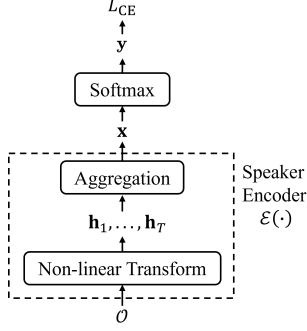 L_CE
y
Softmax
x
Aggregation
Speaker
Encoder
ℰ(·)
h_1, ..., h_T
Non-linear Transform
𝒪